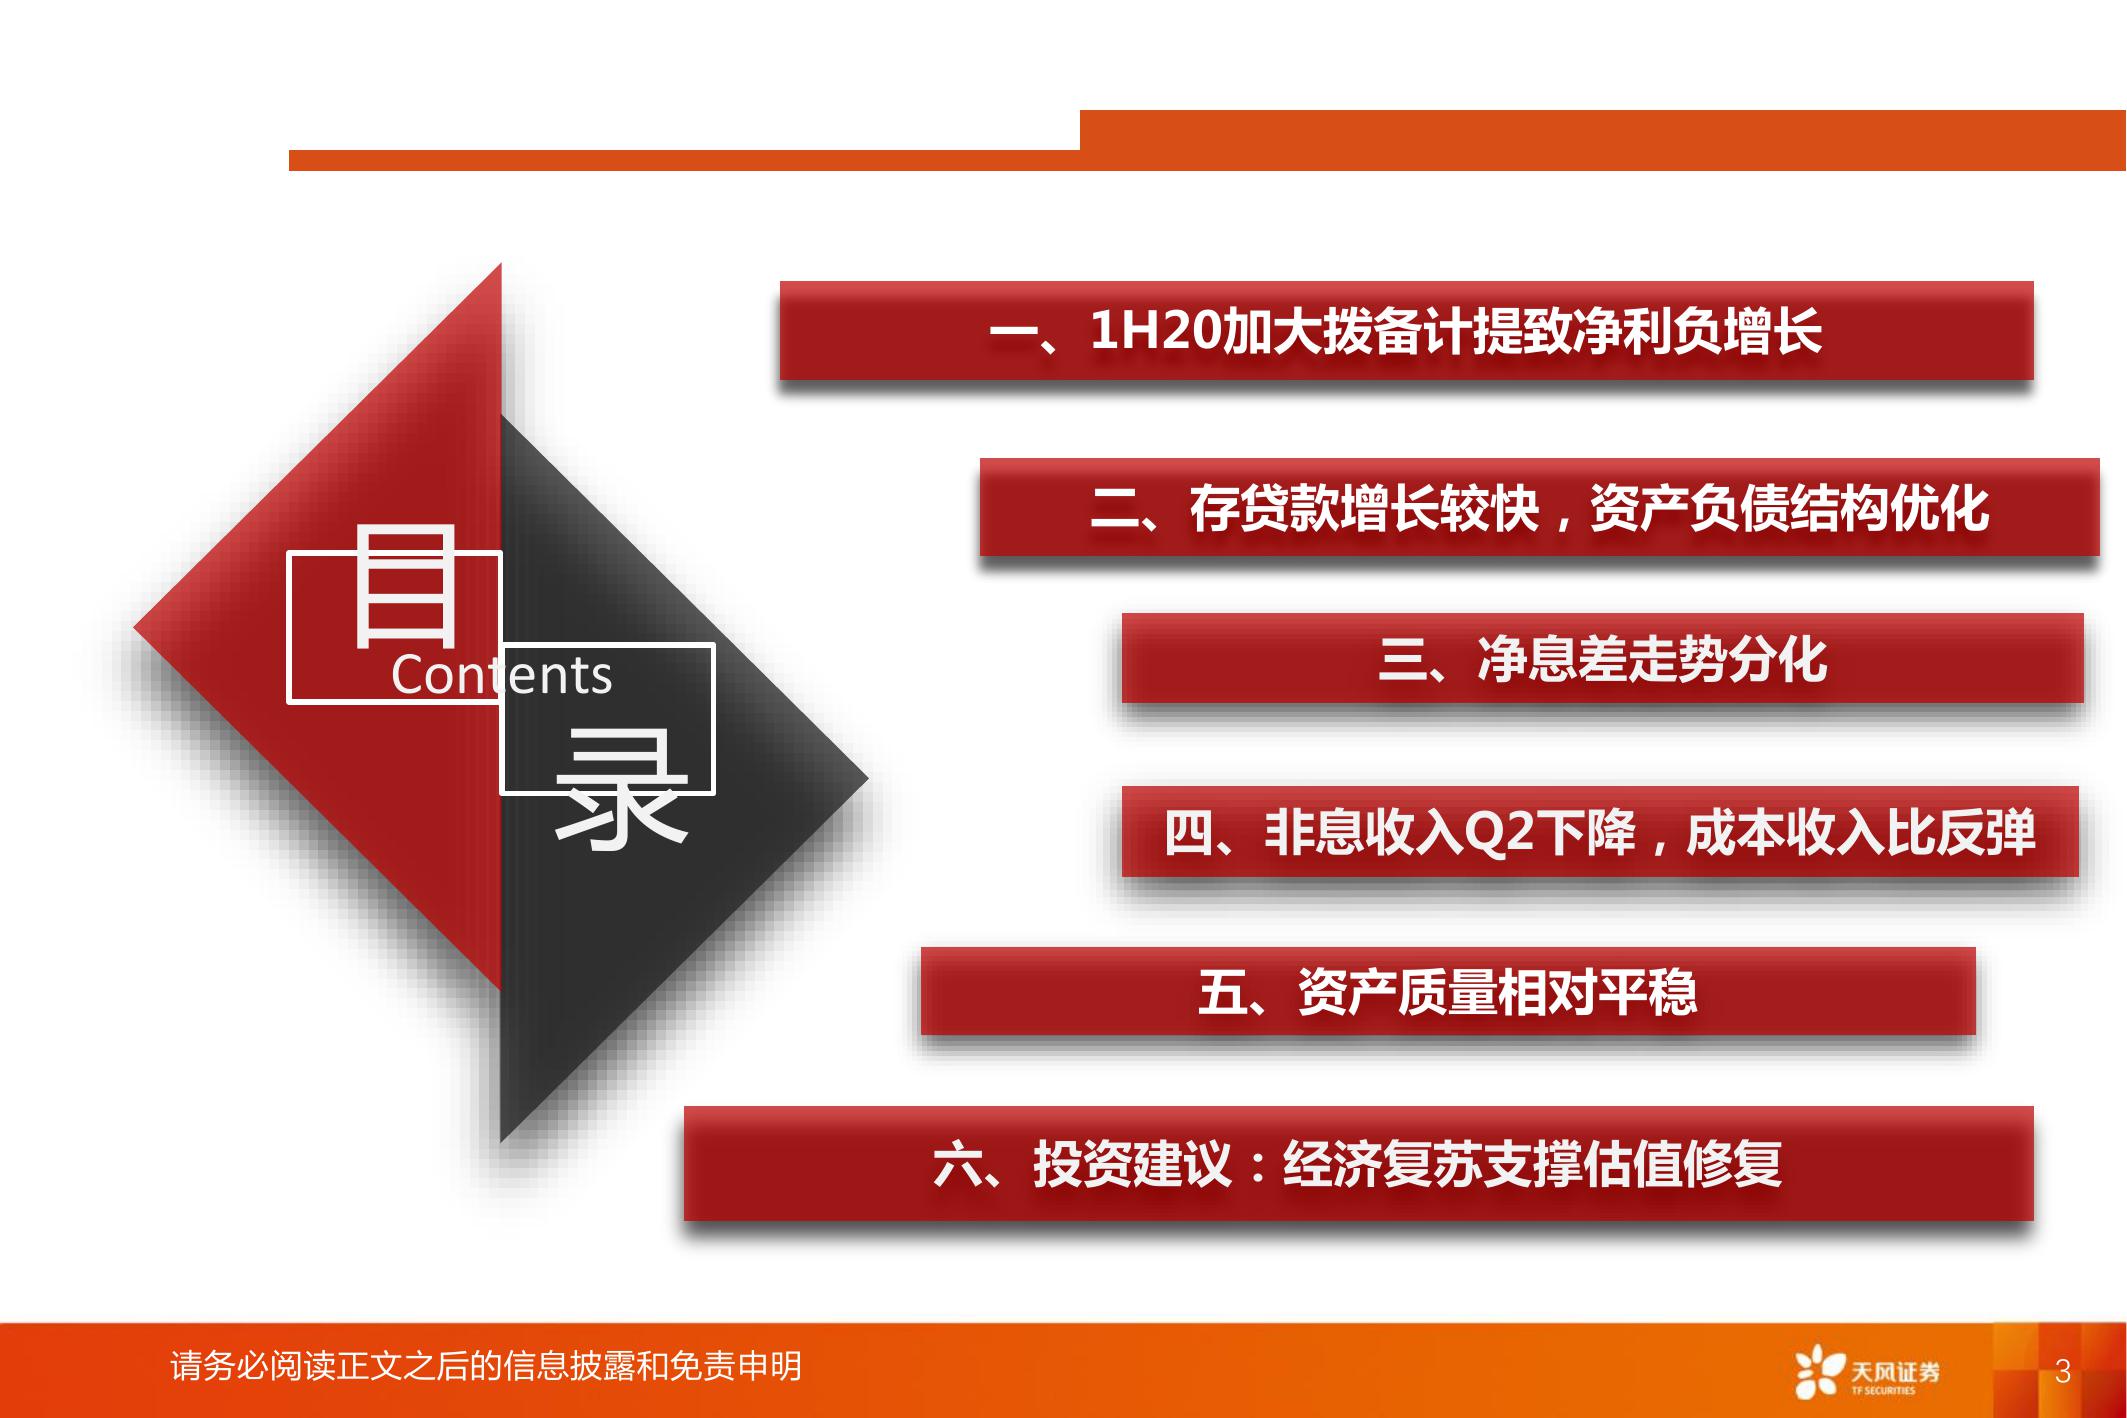 目
Contents
录
一、1H20加大拨备计提致净利负增长
二、存贷款增长较快，资产负债结构优化
三、净息差走势分化
四、非息收入Q2下降，成本收入比反弹
五、资产质量相对平稳
六、投资建议：经济复苏支撑估值修复
请务必阅读正文之后的信息披露和免责申明
天风证券
TF SECURITIES
3